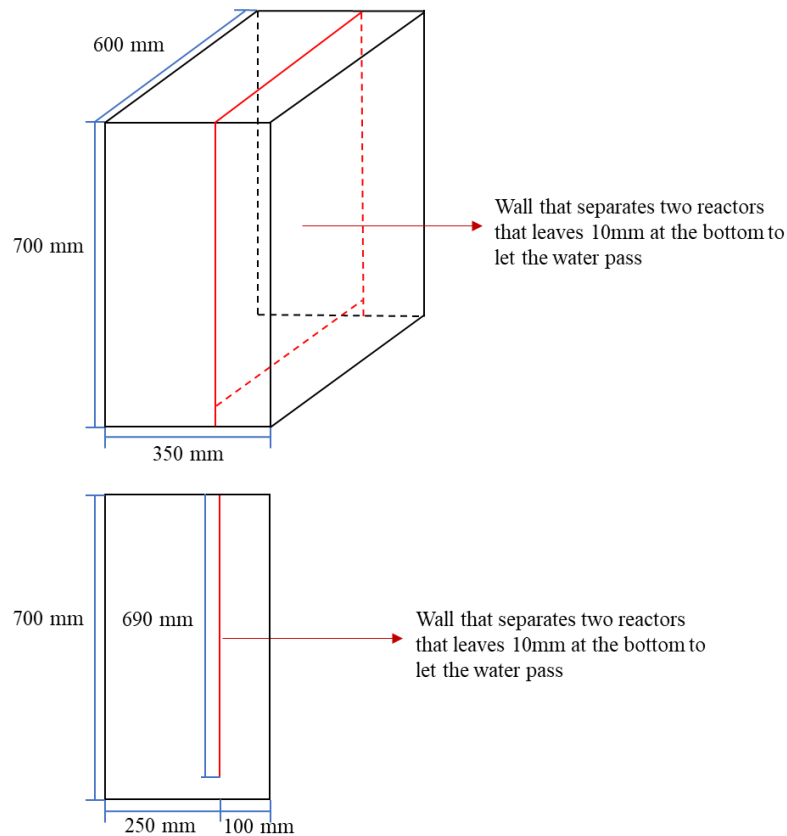 600 mm
Wall that separates two reactors
that leaves 10mm at the bottom to
let the water pass
700 mm
350 mm
700 mm
690 mm
Wall that separates two reactors
that leaves 10mm at the bottom to
let the water pass
250 mm
100 mm